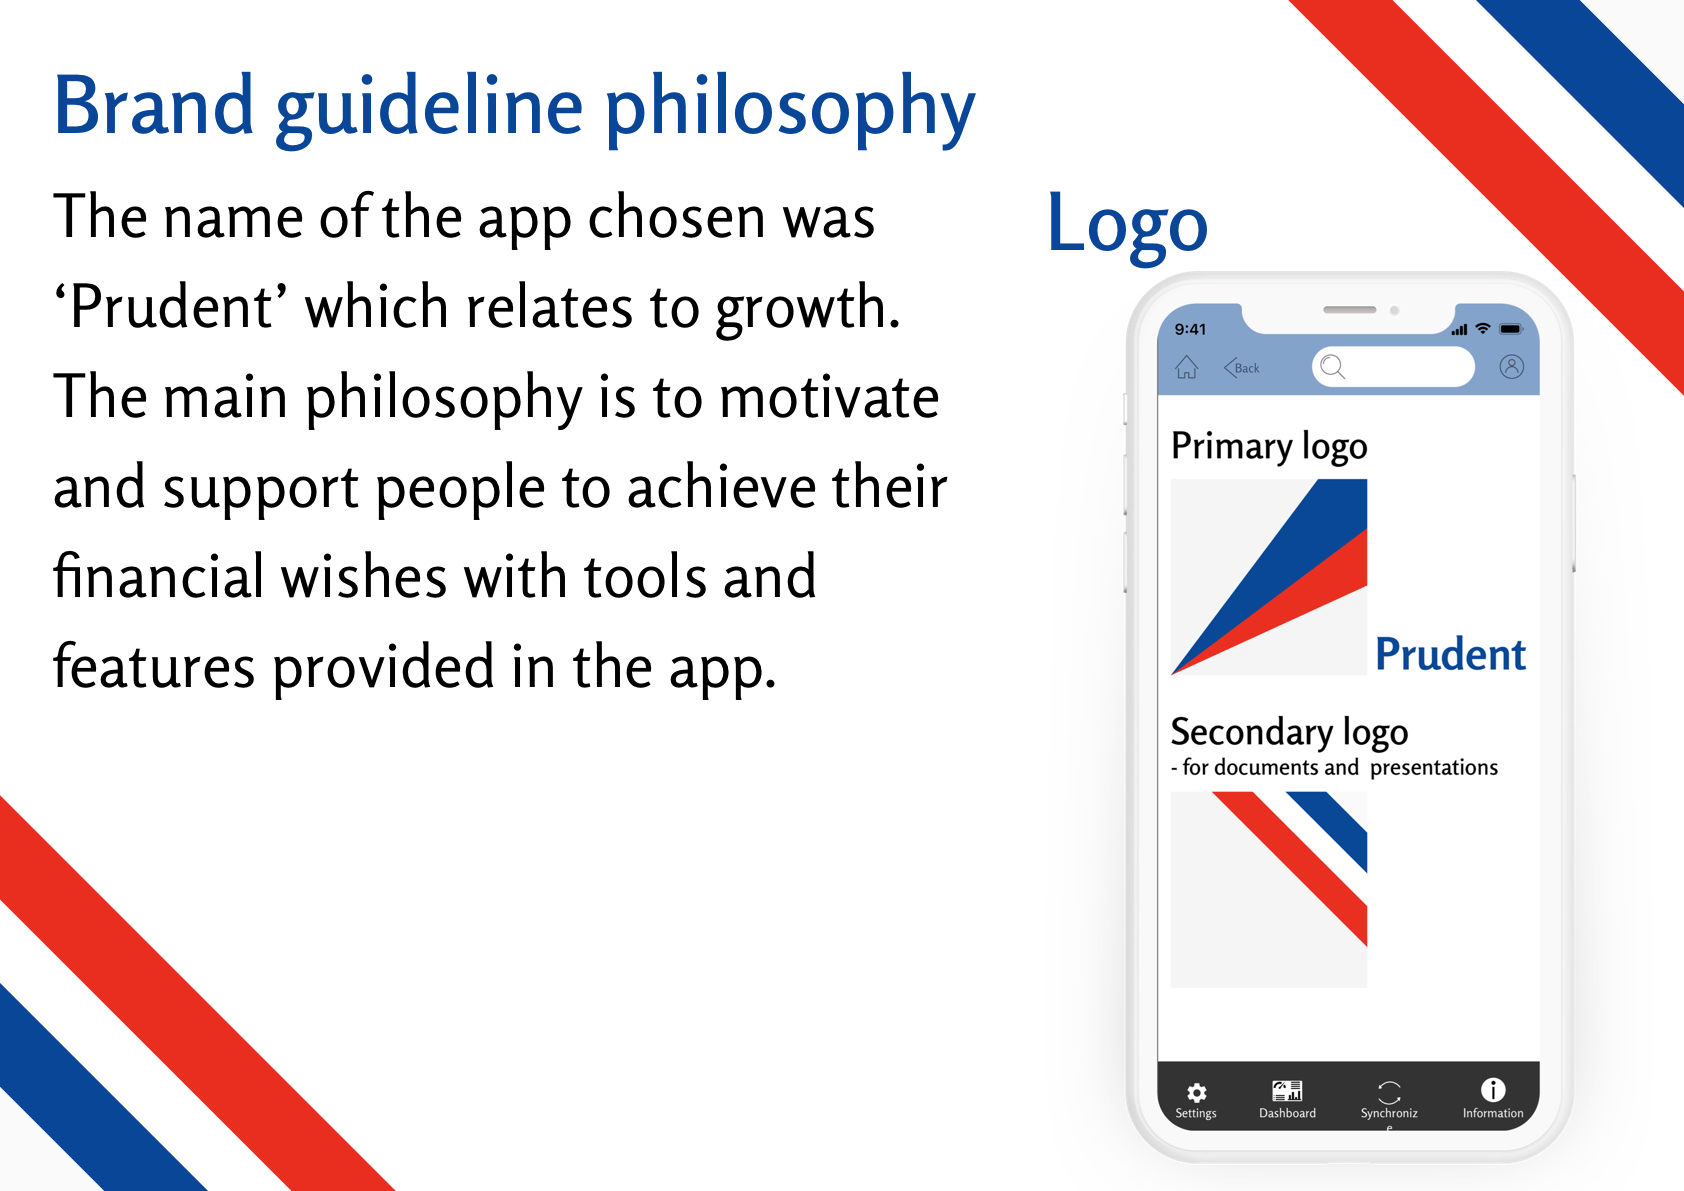 Brand guideline philosophy
The name of the app chosen was
‘Prudent’ which relates to growth.
The main philosophy is to motivate
and support people to achieve their
financial wishes with tools and
features provided in the app.
Logo
9:41
Back
Primary logo
Prudent
Secondary logo
- for documents and  presentations
Settings
Dashboard
Synchroniz
e
Information